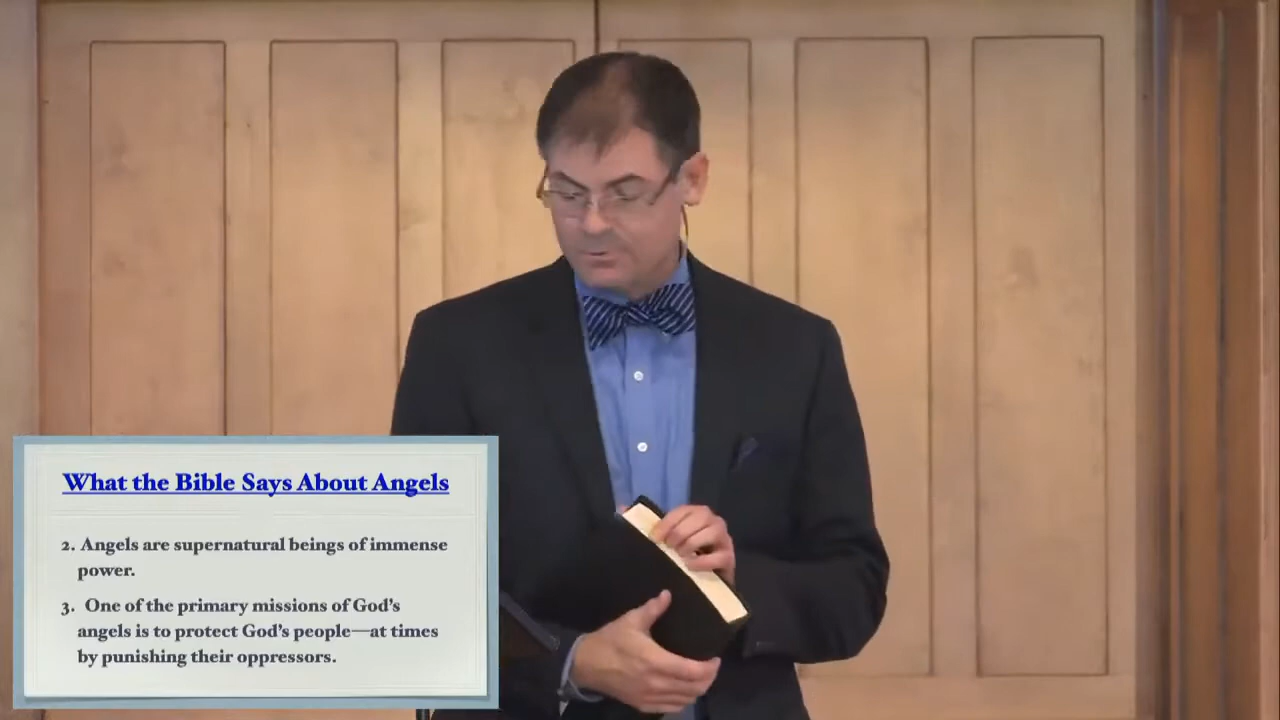 What the Bible Says About Angels
2. Angels are supernatural beings of immense
power.
3. One of the primary missions of God's
angels is to protect God's people—at times
by punishing their oppressors.